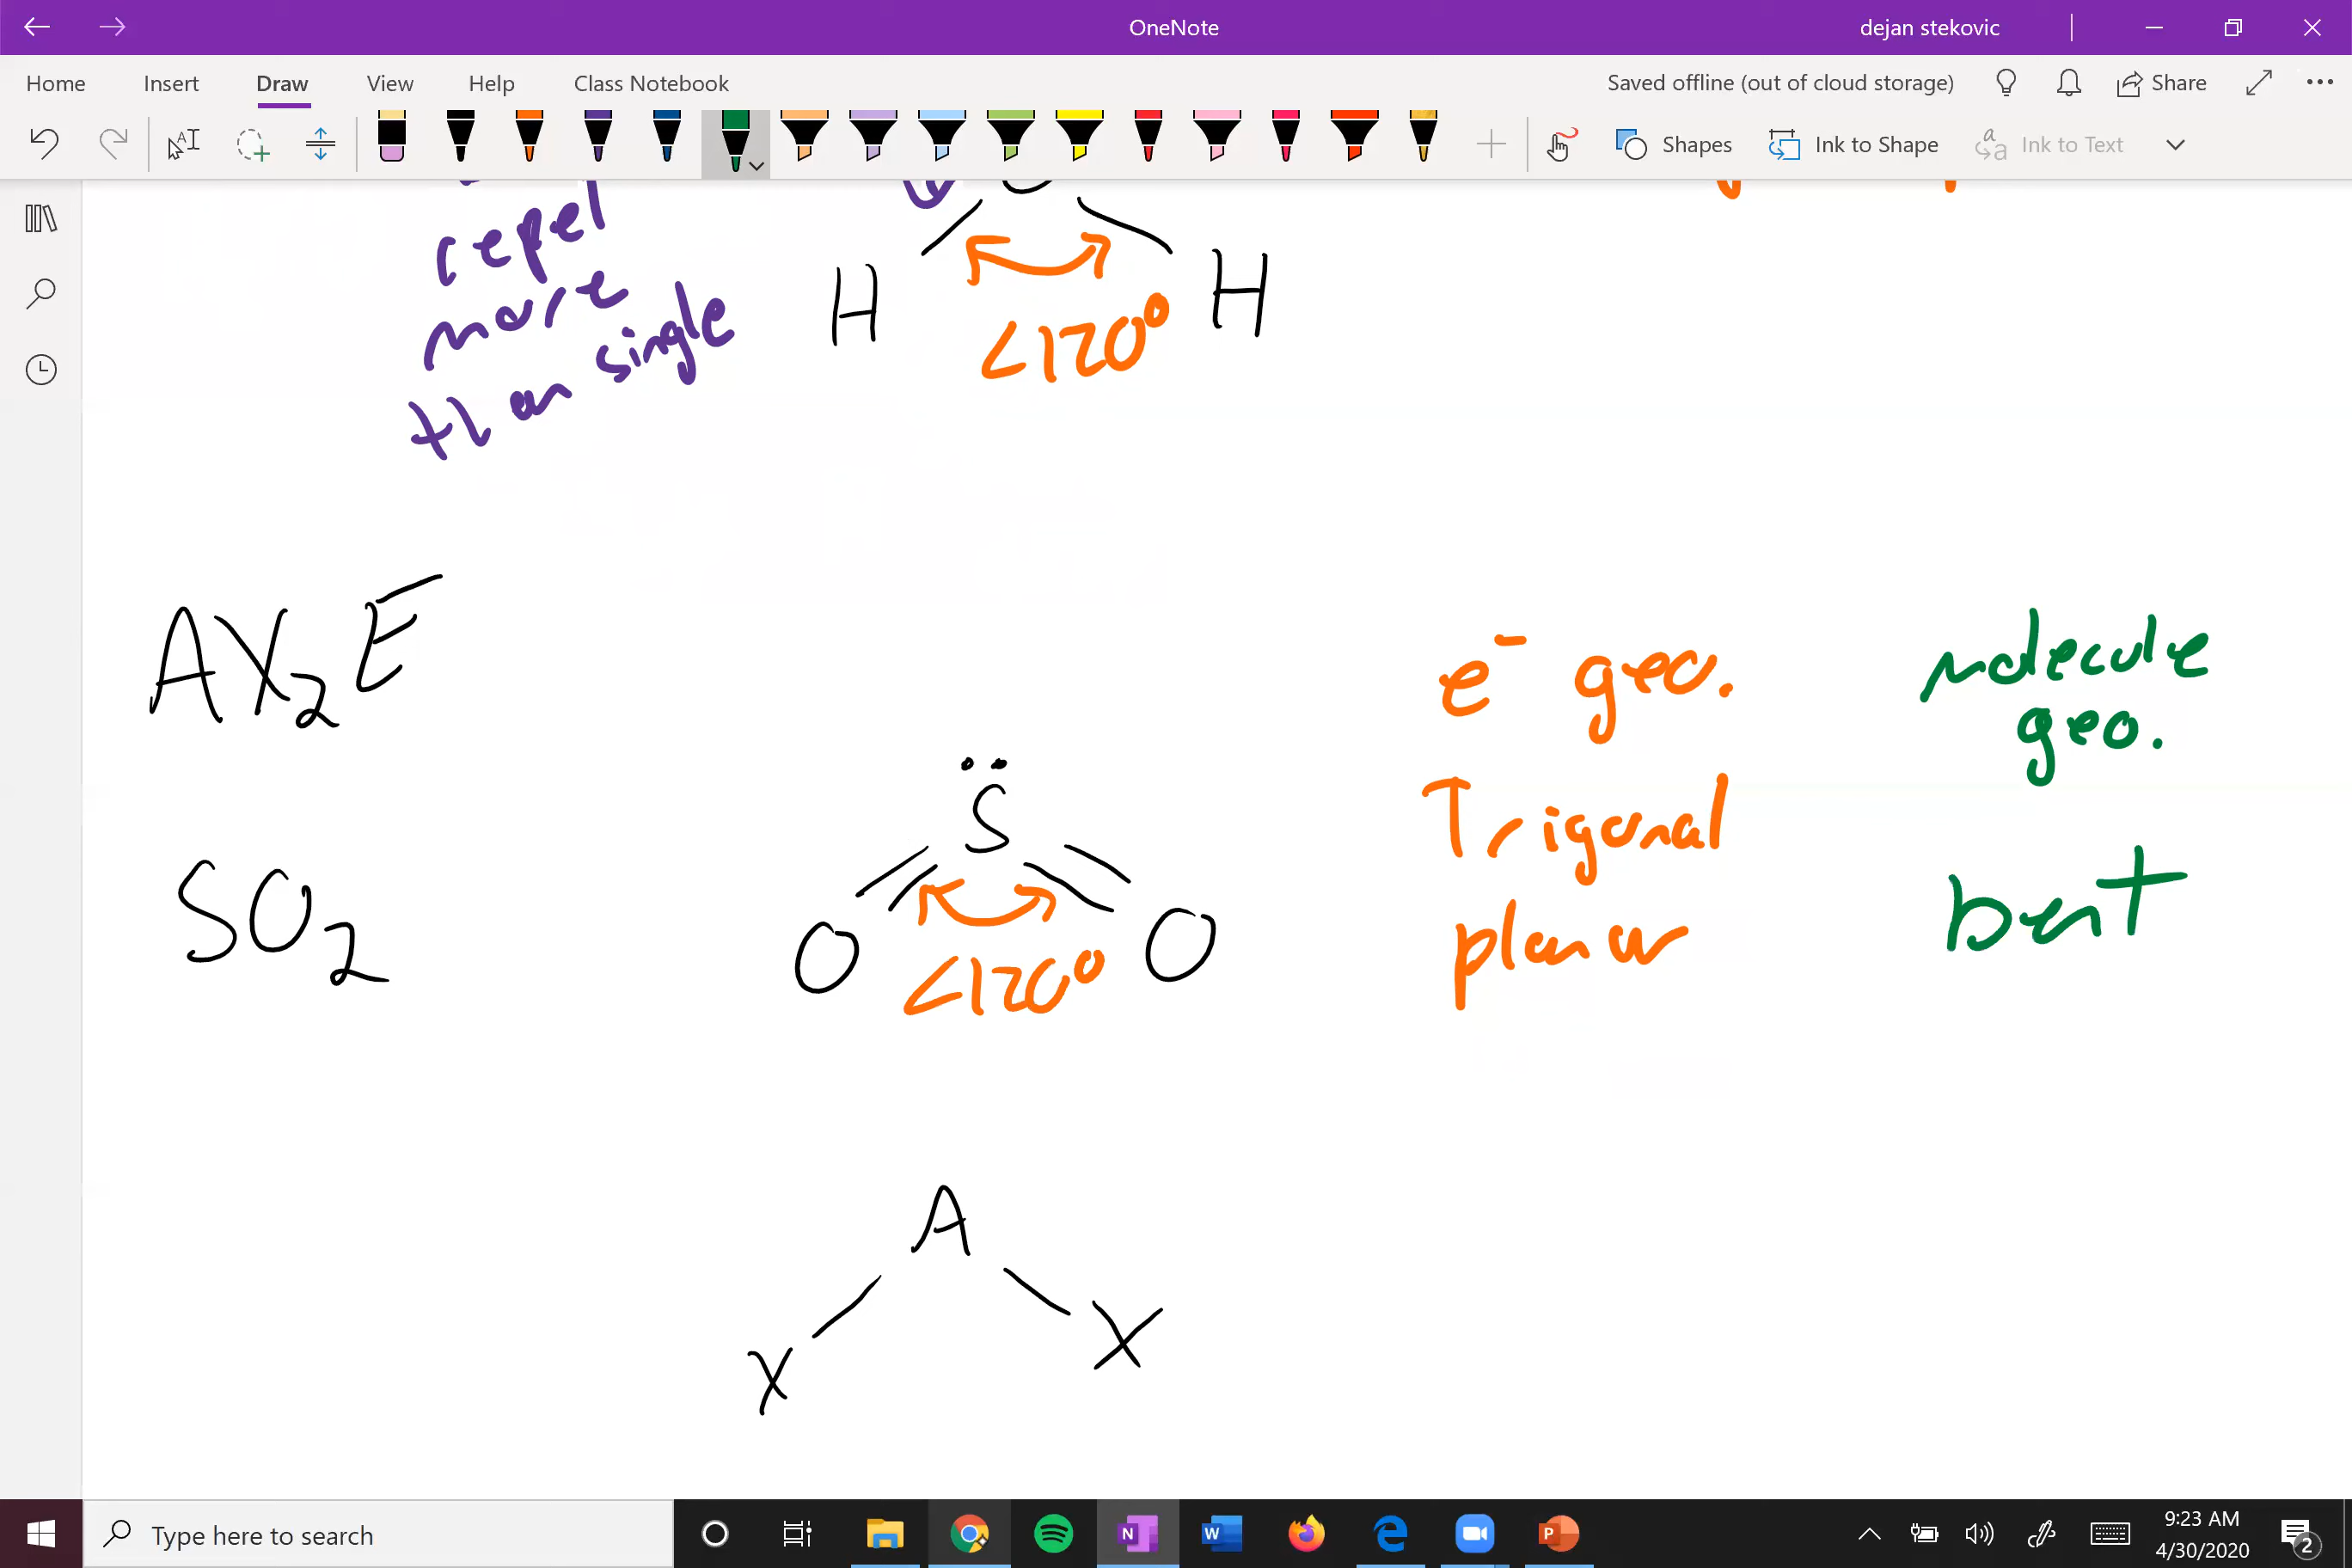 OneNote
dejan stekovic
Home Insert Draw View Help Class Notebook
Saved offline (out of cloud storage)
Share
Shapes
Ink to Shape
Ink to Text
repel
more
than single
H H
<120°
AX₂E
e⁻ geo.
molecule
geo.
S
Trigonal
planar
SO₂
O O
<120°
bent
A
X X
Type here to search
N W P
9:23 AM
4/30/2020
2